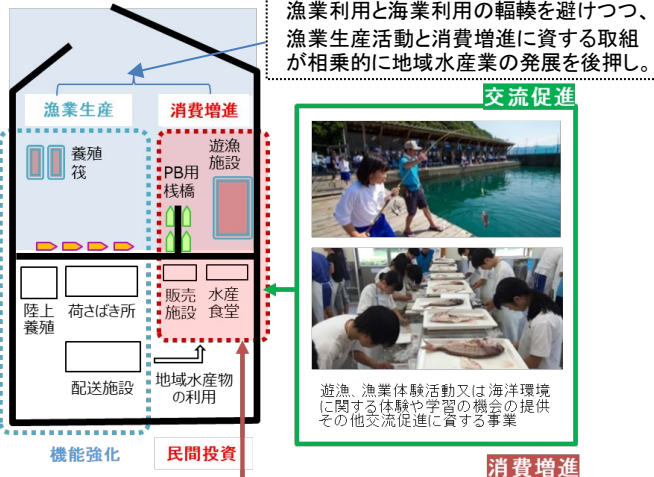 漁業利用と海業利用の輻輳を避けつつ、
漁業生産活動と消費増進に資する取組
が相乗的に地域水産業の発展を後押し。
交流促進
漁業生産
消費増進
養殖
筏
PB用
桟橋
遊漁
施設
陸上
養殖
荷さばき所
販売
施設
水産
食堂
配送施設
地域水産物
の利用
遊漁、漁業体験活動又は海洋環境
に関する体験や学習の機会の提供
その他交流促進に資する事業
機能強化
民間投資
消費増進